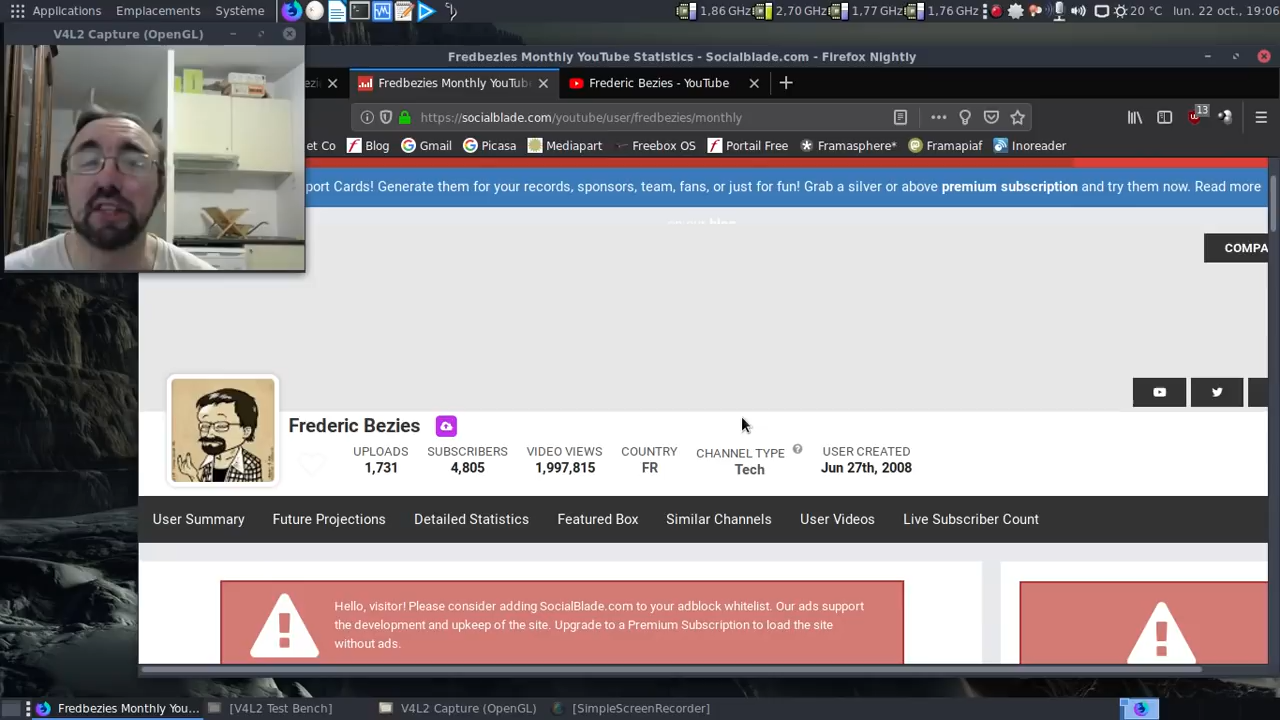 Applications Emplacements Système 1,86 GHz 2,70 GHz 1,77 GHz 1,76 GHz 20 °C lun. 22 oct., 19:06
V4L2 Capture (OpenGL)
Fredbezies Monthly YouTube Statistics - Socialblade.com - Firefox Nightly
Fredbezies Monthly YouTub Frederic Bezies - YouTube
https://socialblade.com/youtube/user/fredbezies/monthly 13
et Co Blog Gmail Picasa Mediapart Freebox OS Portail Free Framasphere* Framapiaf Inoreader
port Cards! Generate them for your records, sponsors, team, fans, or just for fun! Grab a silver or above premium subscription and try them now. Read more
COMPA
Frederic Bezies
UPLOADS SUBSCRIBERS VIDEO VIEWS COUNTRY CHANNEL TYPE USER CREATED
1,731 4,805 1,997,815 FR Tech Jun 27th, 2008
User Summary Future Projections Detailed Statistics Featured Box Similar Channels User Videos Live Subscriber Count
Hello, visitor! Please consider adding SocialBlade.com to your adblock whitelist. Our ads support
the development and upkeep of the site. Upgrade to a Premium Subscription to load the site
without ads.
Fredbezies Monthly You... [V4L2 Test Bench] V4L2 Capture (OpenGL) [SimpleScreenRecorder]